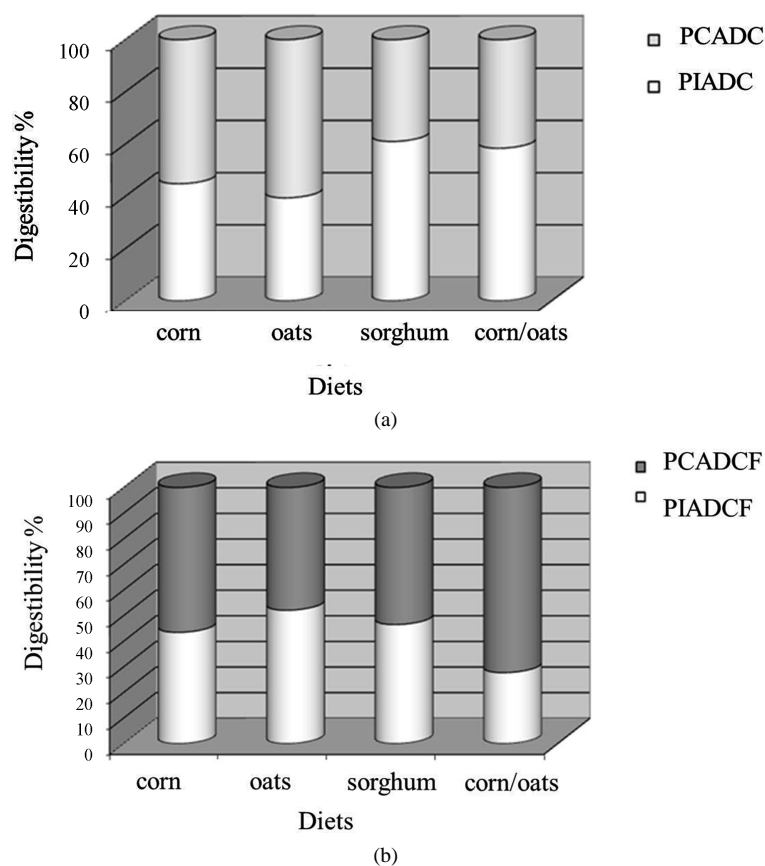 PCADC
PIADC
Digestibility %
100
80
60
40
20
0
corn oats sorghum corn/oats
Diets
(a)
PCADCF
PIADCF
Digestibility %
100
90
80
70
60
50
40
30
20
10
0
corn oats sorghum corn/oats
Diets
(b)